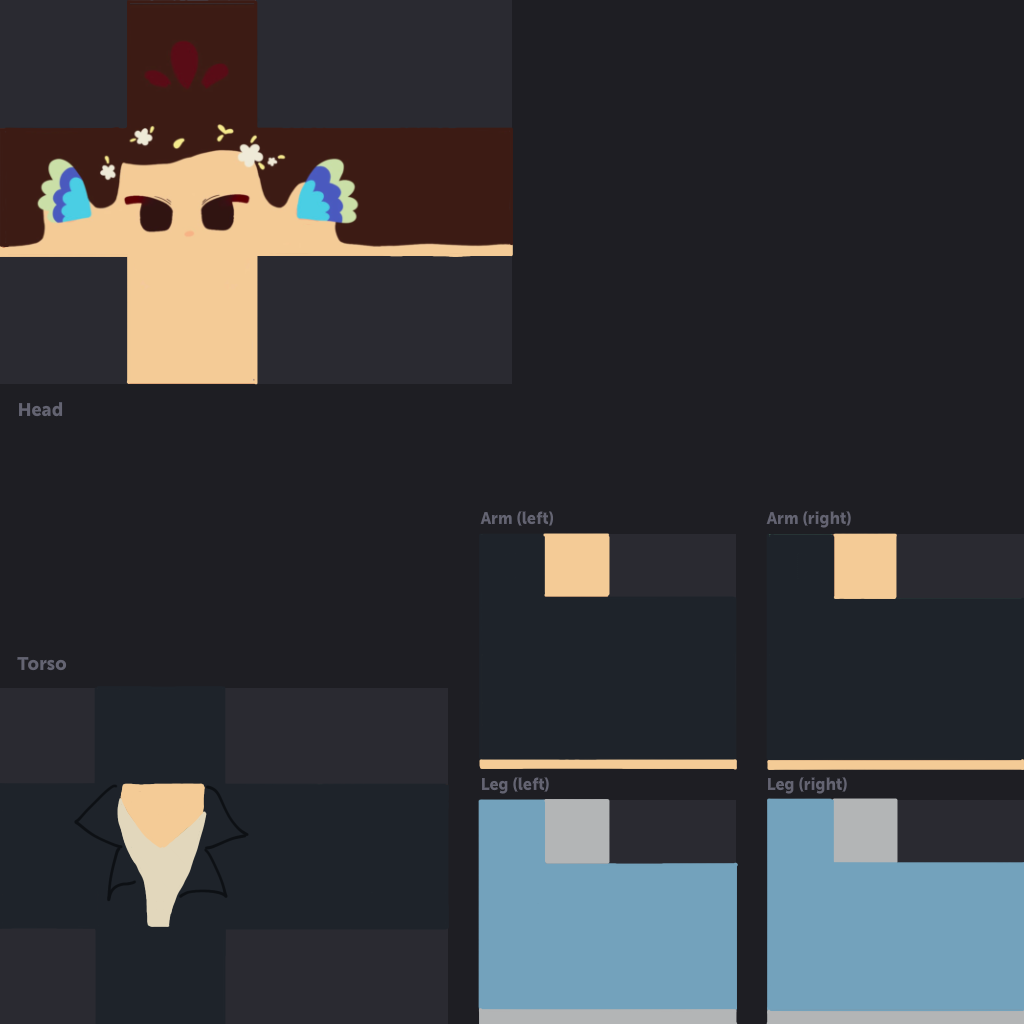 Head
Arm (left)
Arm (right)
Torso
Leg (left)
Leg (right)